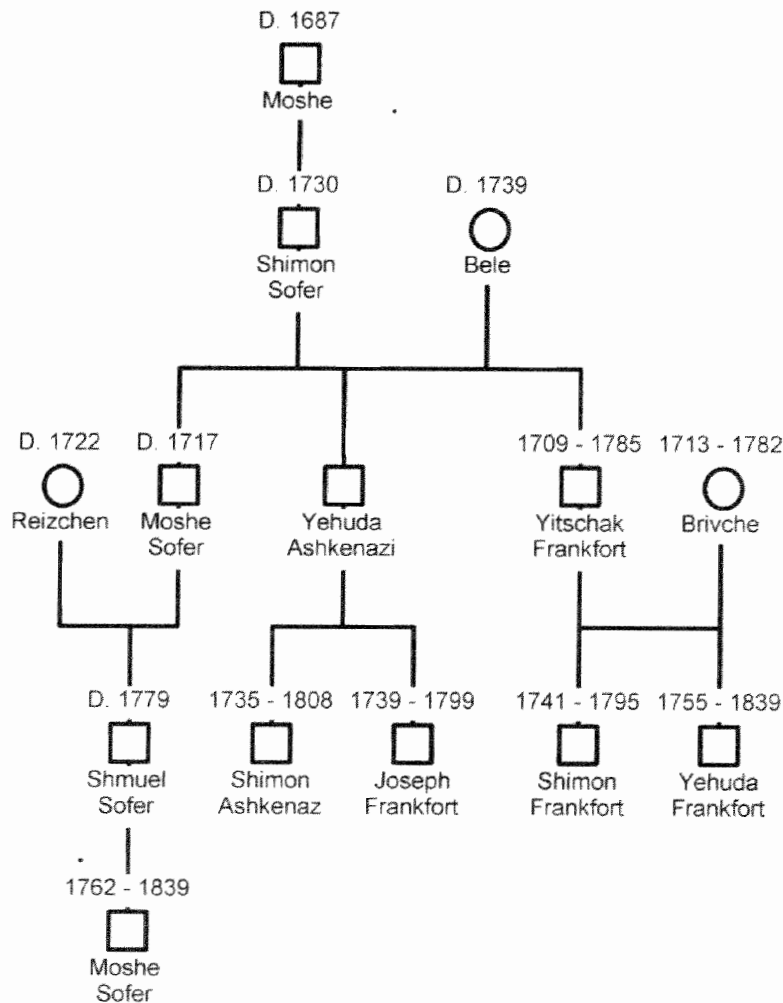 D. 1687
Moshe
D. 1730
D. 1739
Shimon
Sofer
Bele
D. 1722
D. 1717
1709 - 1785
1713 - 1782
Reizchen
Moshe
Sofer
Yehuda
Ashkenazi
Yitschak
Frankfort
Brivche
D. 1779
1735 - 1808
1739 - 1799
1741 - 1795
1755 - 1839
Shmuel
Sofer
Shimon
Ashkenaz
Joseph
Frankfort
Shimon
Frankfort
Yehuda
Frankfort
1762 - 1839
Moshe
Sofer